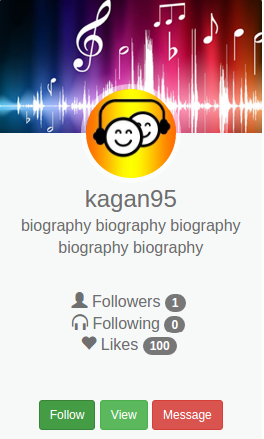 kagan95
biography biography biography
biography biography
Followers 1
Following 0
Likes 100
Follow View Message